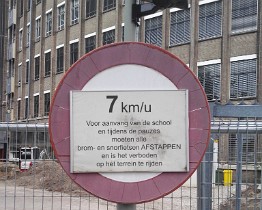 7 km/u
Voor aanvang van de school
en tijdens de pauzes
moeten alle
brom- en snorfietsen AFSTAPPEN
en is het verboden
op het terrein te rijden